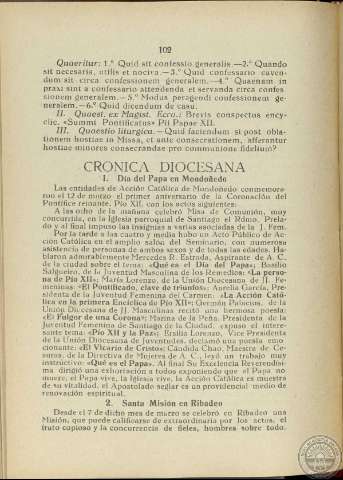 102
Quaeritur: 1.º Quid sit confessio generalis.—2.º Quando
sit necesaria, utilis et nociva.—3.º Quid confessario caven-
dum sit circa confessionem generalem.—4.º Quaenam in
praxi sint a confessario attendenda et servanda circa confes-
sionem generalem.—5.º Modus peragendi confessionem ge-
neralem.—6.º Quid dicendum de casu.
II. Quaest. ex Magist. Ecco.: Brevis conspectus ency-
clic. «Summi Pontificatus» Pii Papae XII.
III. Quaestio liturgica.—Quid faciendum si post obla-
tionem hostiae in Missa, et ante consecrationem, afferantur
hostiae minores consecrandae pro communione fidelium?
CRONICA DIOCESANA
1. Día del Papa en Mondoñedo
Las entidades de Acción Católica de Mondoñedo conmemora-
ron el 12 de marzo el primer aniversario de la Coronación del
Pontífice reinante, Pío XII, con los actos siguientes:
A las ocho de la mañana celebró Misa de Comunión, muy
concurrida, en la Iglesia parroquial de Santiago el Rdmo. Prela-
do y al final impuso las insignias a varias asociadas de la J. Fem.
Por la tarde a las cuatro y media hubo un Acto Público de Ac-
ción Católica en el amplio salón del Seminario, con numerosa
asistencia de personas de ambos sexos y de todas las edades. Ha-
blaron admirablemente Mercedes R. Estrada, Aspirante de A. C.
de la ciudad sobre el tema: «Qué es el Día del Papa»; Basilio
Salgueiro, de la Juventud Masculina de los Remedios: «La perso-
na de Pío XII»; María Lorenzo, de la Unión Diocesana de JJ. Fe-
meninas: «El Pontificado, clave de triunfos»; Aurelia García, Pre-
sidenta de la Juventud Femenina del Carmen: «La Acción Cató-
lica en la primera Encíclica de Pío XII»; Germán Palacios, de la
Unión Diocesana de JJ. Masculinas recitó una hermosa poesía:
«El Fulgor de una Corona»; Marina de la Peña, Presidenta de la
Juventud Femenina de Santiago de la Ciudad, expuso el intere-
sante tema: «Pío XII y la Paz»; Ersilia Lorenzo, Vice Presidenta
de la Unión Diocesana de Juventudes, declamó una poesía emo-
cionante: «El Vicario de Cristo»; Cándida Chao, Maestra de Ce-
suras, de la Directiva de Mujeres de A. C., leyó un trabajo muy
instructivo: «Qué es el Papa». Al final Su Excelencia Reverendísi-
ma dirigió una exhortación a todos exponiendo que el Papa no
muere, el Papa vive, la Iglesia vive, la Acción Católica es muestra
de su vitalidad, el Apostolado seglar es un providencial medio de
renovación espiritual.
2. Santa Misión en Ribadeo
Desde el 7 de dicho mes de marzo se celebró en Ribadeo una
Misión, que puede calificarse de extraordinaria por los actos, el
fruto copioso y la concurrencia de fieles, hombres sobre todo.